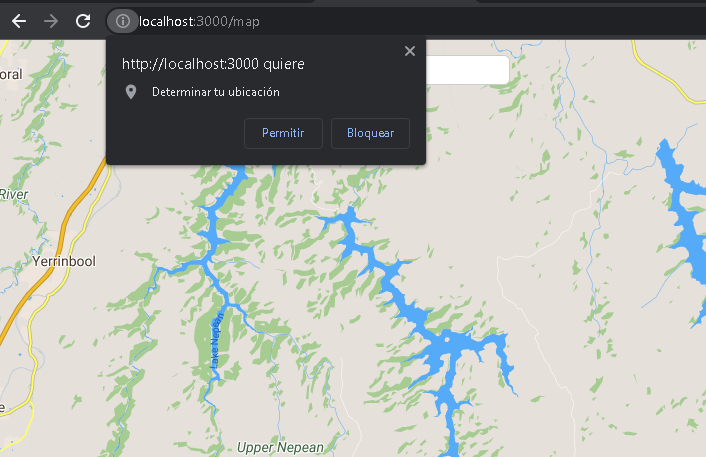 localhost:3000/map
http://localhost:3000 quiere
Determinar tu ubicación
Permitir
Bloquear
oral
River
Yerrinbool
Lake Nepean
e
Upper Nepean